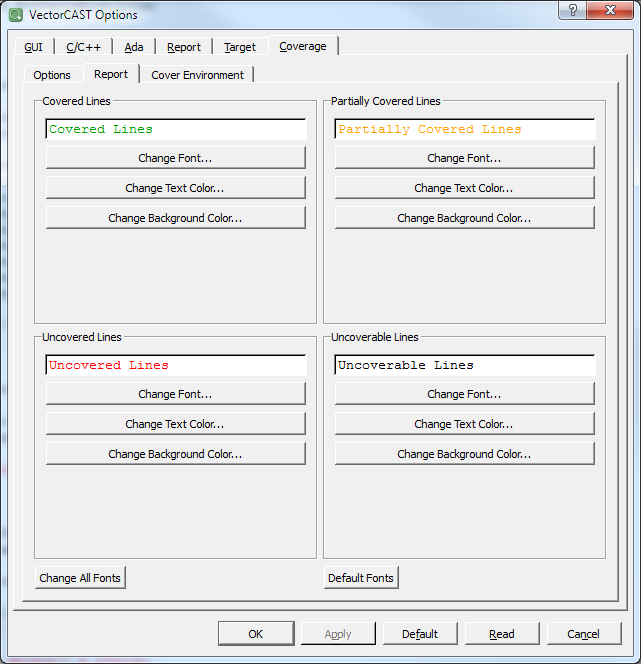 VectorCAST Options
?
GUI C/C++ Ada Report Target Coverage
Options Report Cover Environment
Covered Lines
Covered Lines
Change Font...
Change Text Color...
Change Background Color...
Partially Covered Lines
Partially Covered Lines
Change Font...
Change Text Color...
Change Background Color...
Uncovered Lines
Uncovered Lines
Change Font...
Change Text Color...
Change Background Color...
Uncoverable Lines
Uncoverable Lines
Change Font...
Change Text Color...
Change Background Color...
Change All Fonts Default Fonts
OK Apply Default Read Cancel